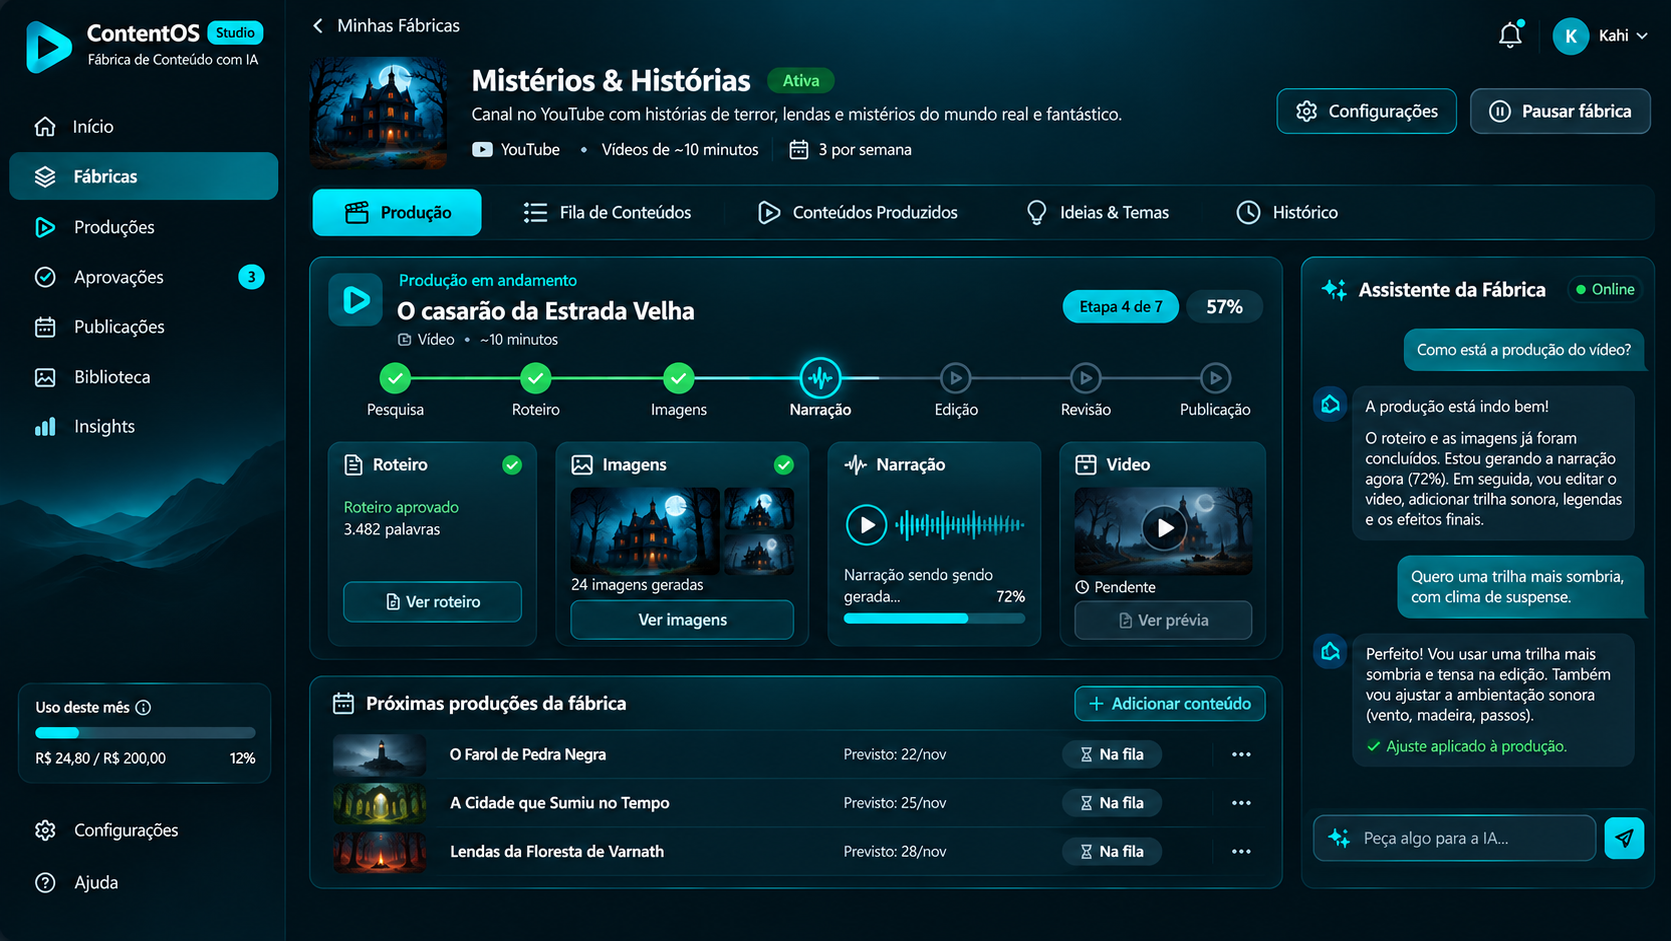 ContentOS Studio
Fábrica de Conteúdo com IA
Início
Fábricas
Produções
Aprovações 3
Publicações
Biblioteca
Insights
Uso deste mês
R$ 24,80 / R$ 200,00 12%
Configurações
Ajuda
Minhas Fábricas
K Kahi
Mistérios & Histórias Ativa
Canal no YouTube com histórias de terror, lendas e mistérios do mundo real e fantástico.
YouTube • Vídeos de ~10 minutos 3 por semana
Configurações
Pausar fábrica
Produção
Fila de Conteúdos
Conteúdos Produzidos
Ideias & Temas
Histórico
Produção em andamento
O casarão da Estrada Velha
Vídeo • ~10 minutos
Etapa 4 de 7 57%
Pesquisa
Roteiro
Imagens
Narração
Edição
Revisão
Publicação
Roteiro
Roteiro aprovado
3.482 palavras
Ver roteiro
Imagens
24 imagens geradas
Ver imagens
Narração
Narração sendo şendo
gerada... 72%
Video
Pendente
Ver prévia
Próximas produções da fábrica
Adicionar conteúdo
O Farol de Pedra Negra Previsto: 22/nov Na fila
A Cidade que Sumiu no Tempo Previsto: 25/nov Na fila
Lendas da Floresta de Varnath Previsto: 28/nov Na fila
Assistente da Fábrica Online
Como está a produção do vídeo?
A produção está indo bem!
O roteiro e as imagens já foram
concluídos. Estou gerando a narração
agora (72%). Em seguida, vou editar o
video, adicionar trilha sonora, legendas
e os efeitos finais.
Quero uma trilha mais sombria,
com clima de suspense.
Perfeito! Vou usar uma trilha mais
sombria e tensa na edição. Também
vou ajustar a ambientação sonora
(vento, madeira, passos).
Ajuste aplicado à produção.
Peça algo para a IA...